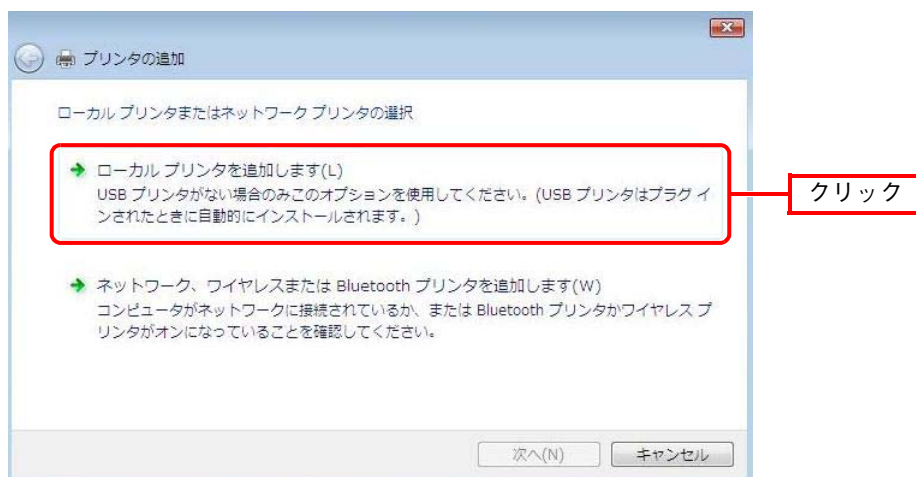 プリンタの追加
ローカル プリンタまたはネットワーク プリンタの選択
ローカル プリンタを追加します(L)
USB プリンタがない場合のみこのオプションを使用してください。(USB プリンタはプラグ イ
ンされたときに自動的にインストールされます。)
クリック
ネットワーク、ワイヤレスまたは Bluetooth プリンタを追加します(W)
コンピュータがネットワークに接続されているか、または Bluetooth プリンタかワイヤレス プ
リンタがオンになっていることを確認してください。
次へ(N)
キャンセル